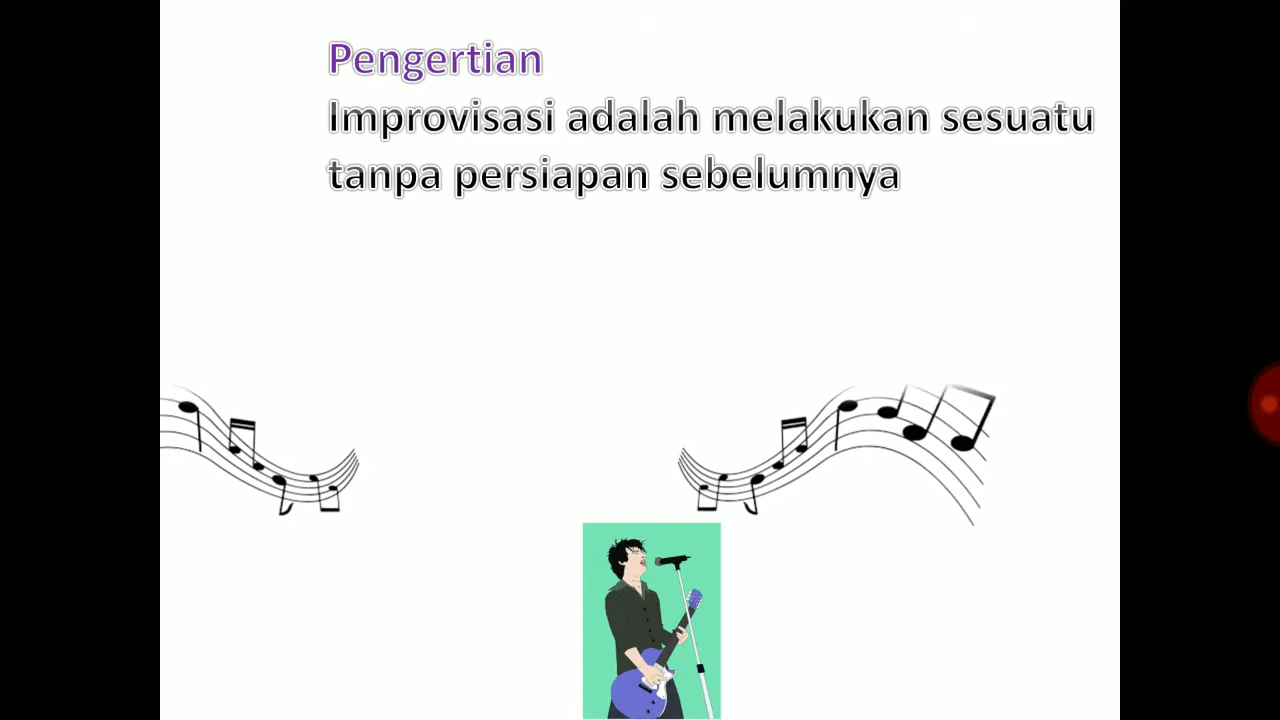 Pengertian
Improvisasi adalah melakukan sesuatu
tanpa persiapan sebelumnya